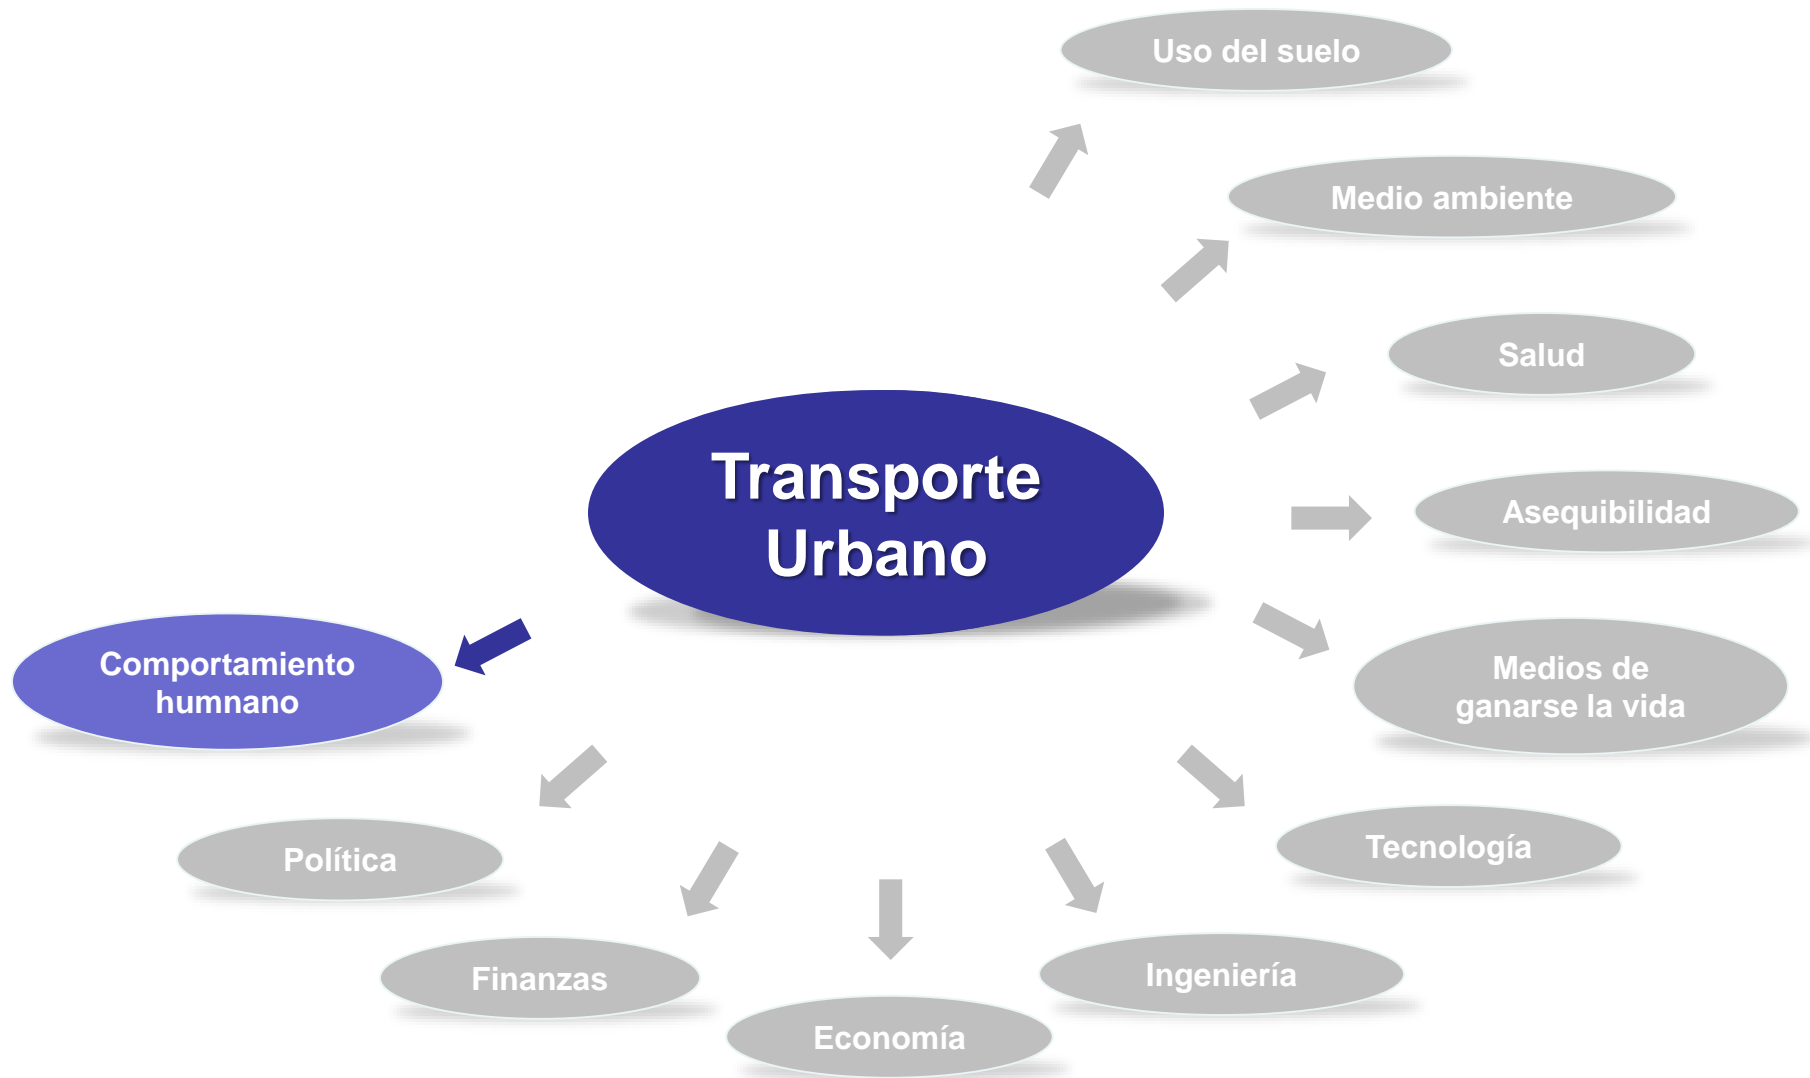 Uso del suelo
Medio ambiente
Salud
Transporte
Urbano
Asequibilidad
Comportamiento
humnano
Medios de
ganarse la vida
Política
Tecnología
Finanzas
Ingeniería
Economía